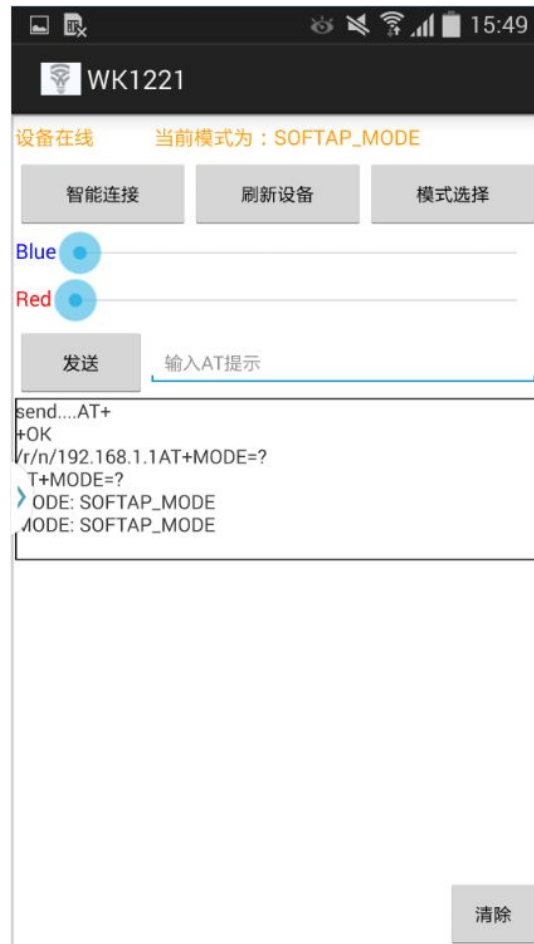 15:49
WK1221
设备在线 当前模式为：SOFTAP_MODE
智能连接 刷新设备 模式选择
Blue
Red
发送 输入AT提示
send....AT+
+OK
/r/n/192.168.1.1AT+MODE=?
T+MODE=?
ODE: SOFTAP_MODE
MODE: SOFTAP_MODE
清除